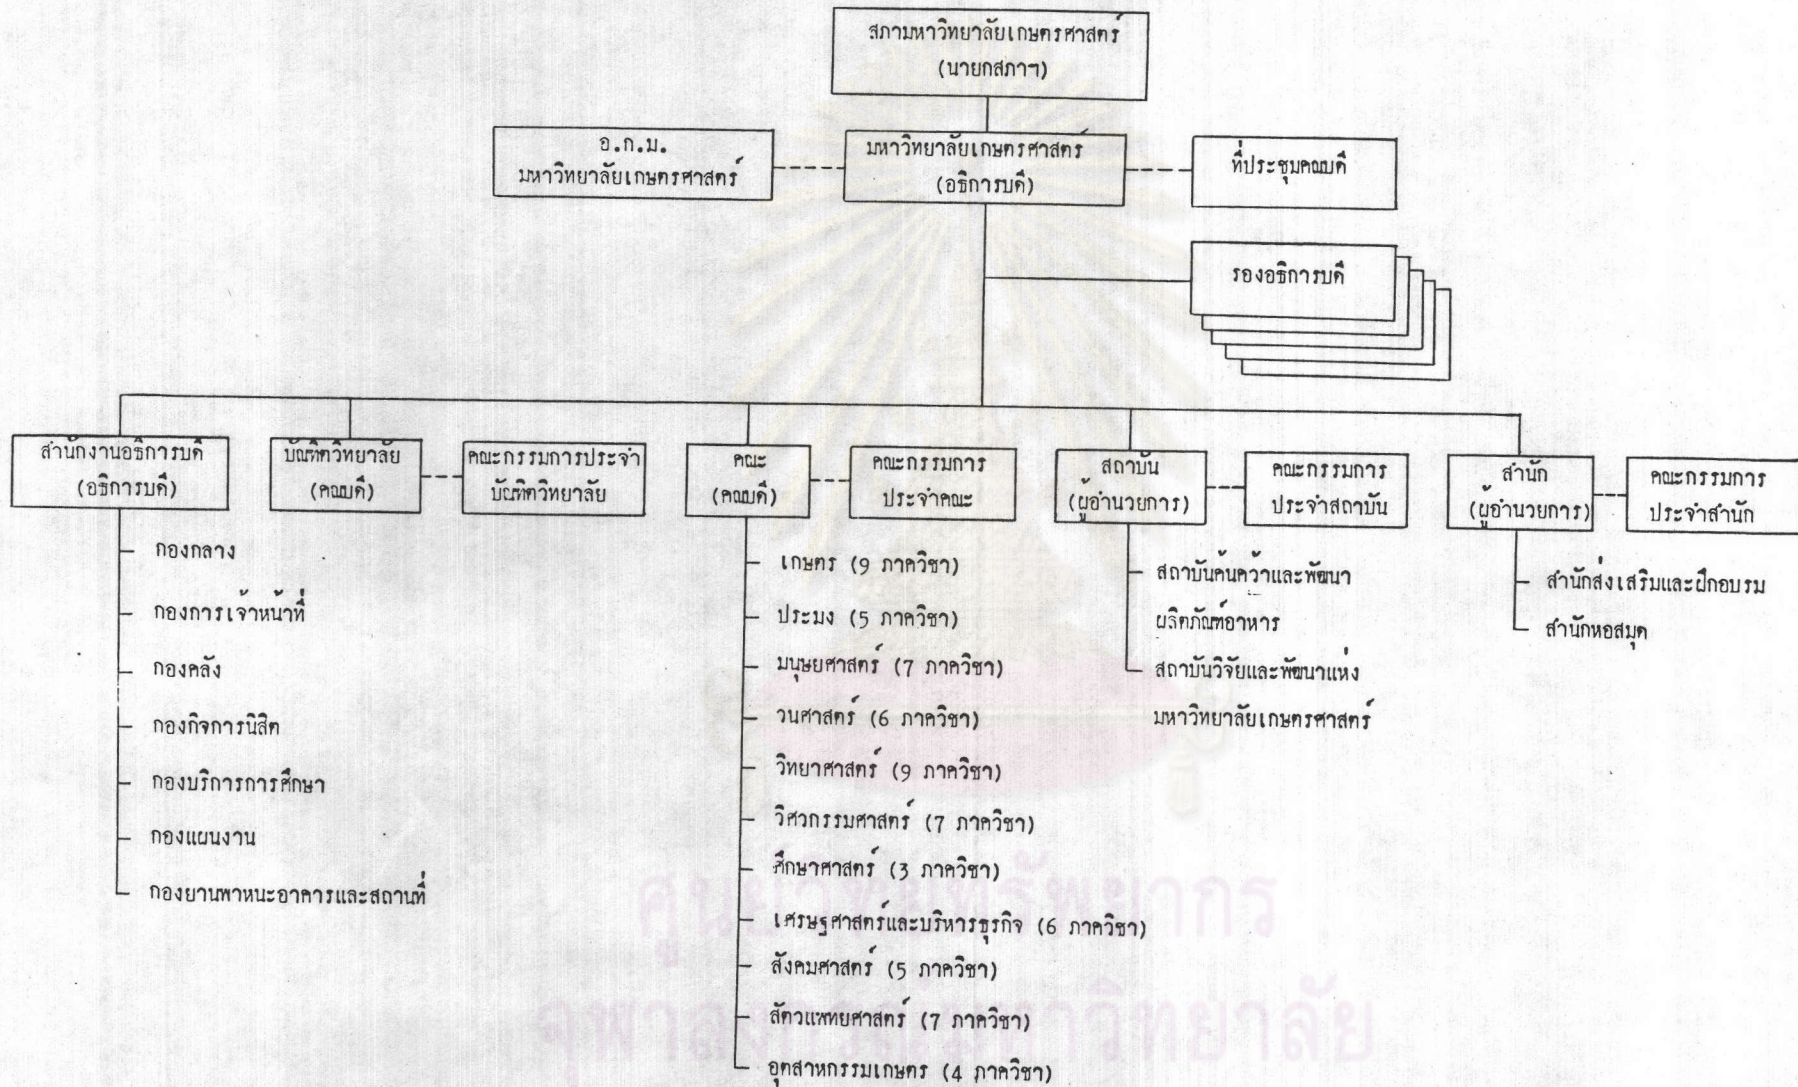 สภามหาวิทยาลัยเกษตรศาสตร์
(นายกสภาฯ)
อ.ก.ม.
มหาวิทยาลัยเกษตรศาสตร์
มหาวิทยาลัยเกษตรศาสตร์
(อธิการบดี)
ที่ประชุมคณบดี
รองอธิการบดี
สำนักงานอธิการบดี
(อธิการบดี)
บัณฑิตวิทยาลัย
(คณบดี)
คณะกรรมการประจำ
บัณฑิตวิทยาลัย
คณะ
(คณบดี)
คณะกรรมการ
ประจำคณะ
สถาบัน
(ผู้อำนวยการ)
คณะกรรมการ
ประจำสถาบัน
สำนัก
(ผู้อำนวยการ)
คณะกรรมการ
ประจำสำนัก
กองกลาง
กองการเจ้าหน้าที่
กองคลัง
กองกิจการนิสิต
กองบริการการศึกษา
กองแผนงาน
กองยานพาหนะอาคารและสถานที่
เกษตร (9 ภาควิชา)
ประมง (5 ภาควิชา)
มนุษยศาสตร์ (7 ภาควิชา)
วนศาสตร์ (6 ภาควิชา)
วิทยาศาสตร์ (9 ภาควิชา)
วิศวกรรมศาสตร์ (7 ภาควิชา)
ศึกษาศาสตร์ (3 ภาควิชา)
เศรษฐศาสตร์และบริหารธุรกิจ (6 ภาควิชา)
สังคมศาสตร์ (5 ภาควิชา)
สัตวแพทยศาสตร์ (7 ภาควิชา)
อุตสาหกรรมเกษตร (4 ภาควิชา)
สถาบันค้นคว้าและพัฒนา
ผลิตภัณฑ์อาหาร
สถาบันวิจัยและพัฒนาแห่ง
มหาวิทยาลัยเกษตรศาสตร์
สำนักส่งเสริมและฝึกอบรม
สำนักหอสมุด
ศูนย์วิทยทรัพยากร
จุฬาลงกรณ์มหาวิทยาลัย